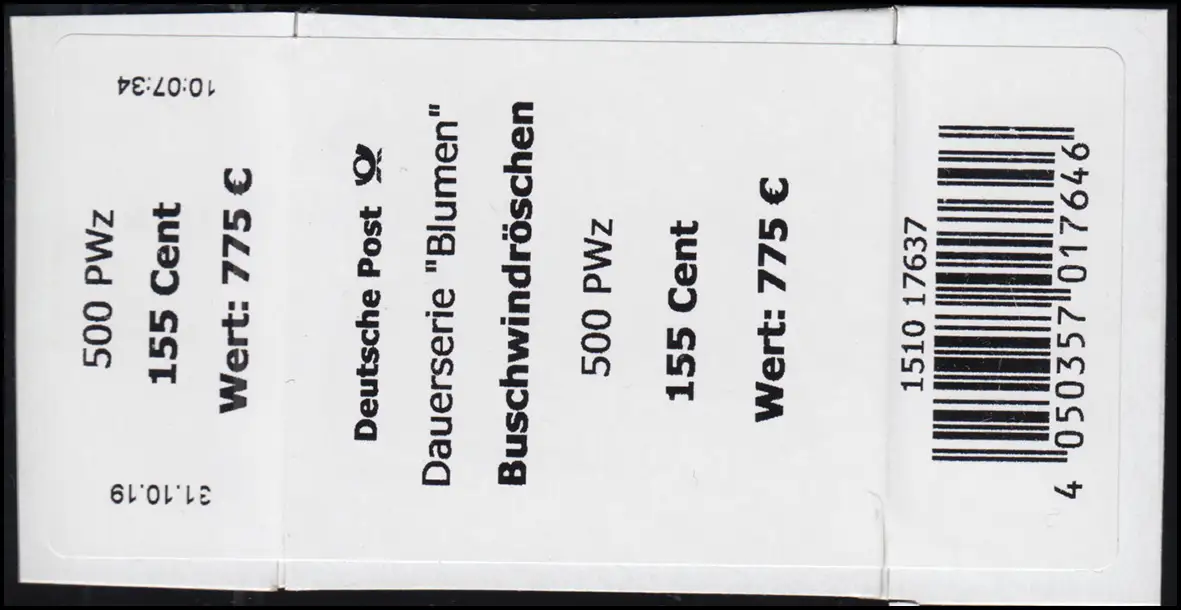 10:07:34
31.10.19
500 PWz
155 Cent
Wert: 775 €
Deutsche Post
Dauerserie "Blumen"
Buschwindröschen
500 PWz
155 Cent
Wert: 775 €
1510 17637
4 050357 017646